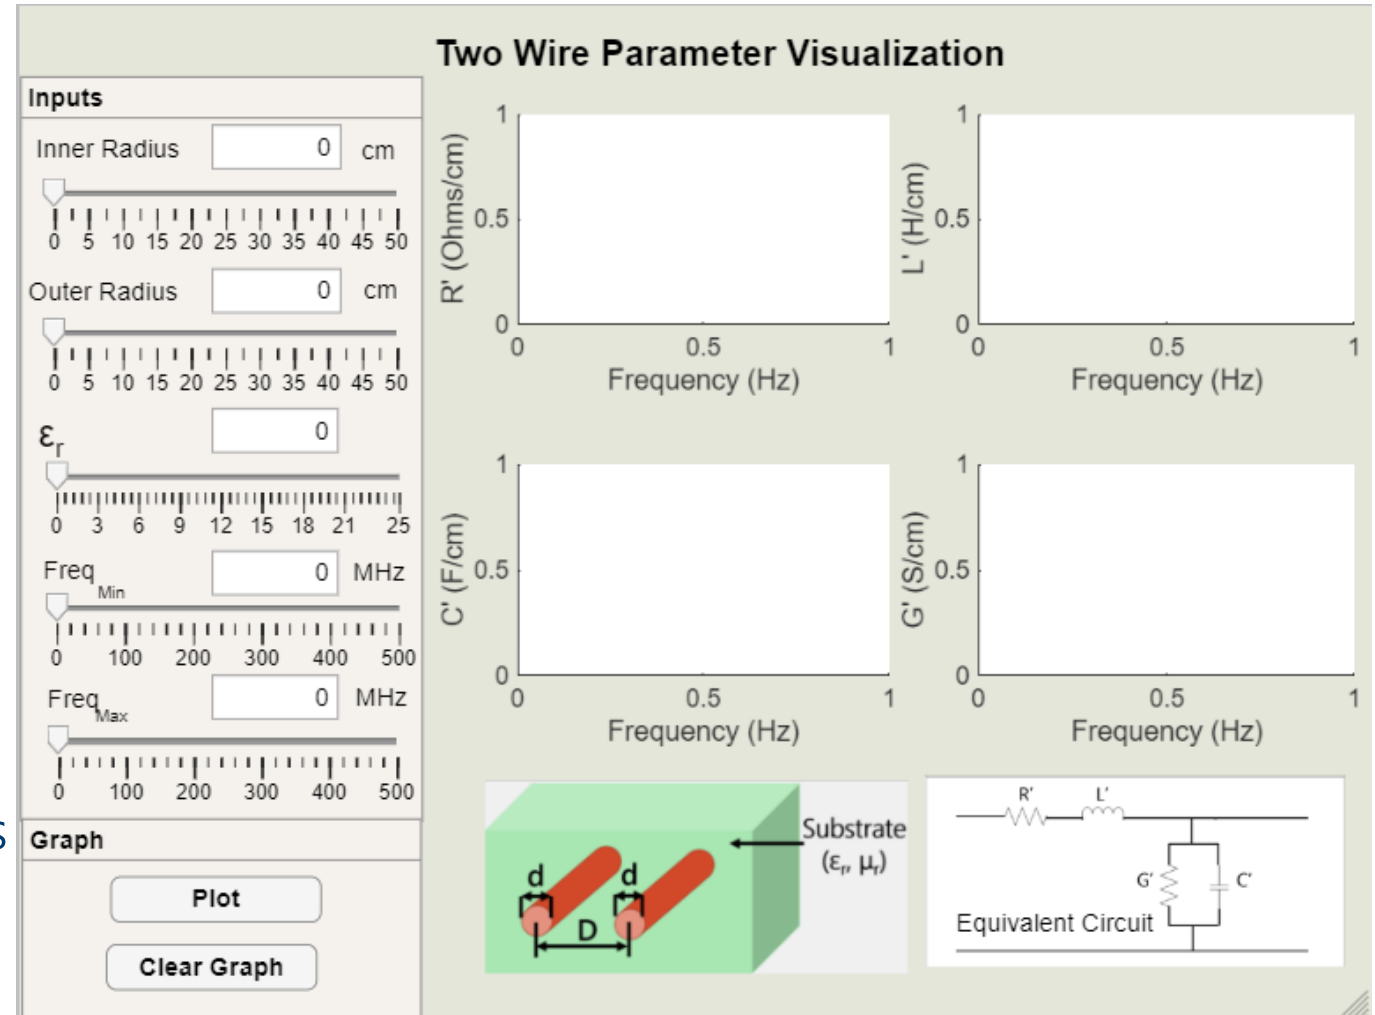 Two Wire Parameter Visualization
Inputs
Inner Radius 0 cm
0 5 10 15 20 25 30 35 40 45 50
Outer Radius 0 cm
0 5 10 15 20 25 30 35 40 45 50
εr 0
0 3 6 9 12 15 18 21 25
Freq Min 0 MHz
0 100 200 300 400 500
Freq Max 0 MHz
0 100 200 300 400 500
s
Graph
Plot
Clear Graph
R' (Ohms/cm)
1
0.5
0
0 0.5 1
Frequency (Hz)
L' (H/cm)
1
0.5
0
0 0.5 1
Frequency (Hz)
C' (F/cm)
1
0.5
0
0 0.5 1
Frequency (Hz)
G' (S/cm)
1
0.5
0
0 0.5 1
Frequency (Hz)
Substrate
(εr, μr)
d d
D
R' L'
G' C'
Equivalent Circuit